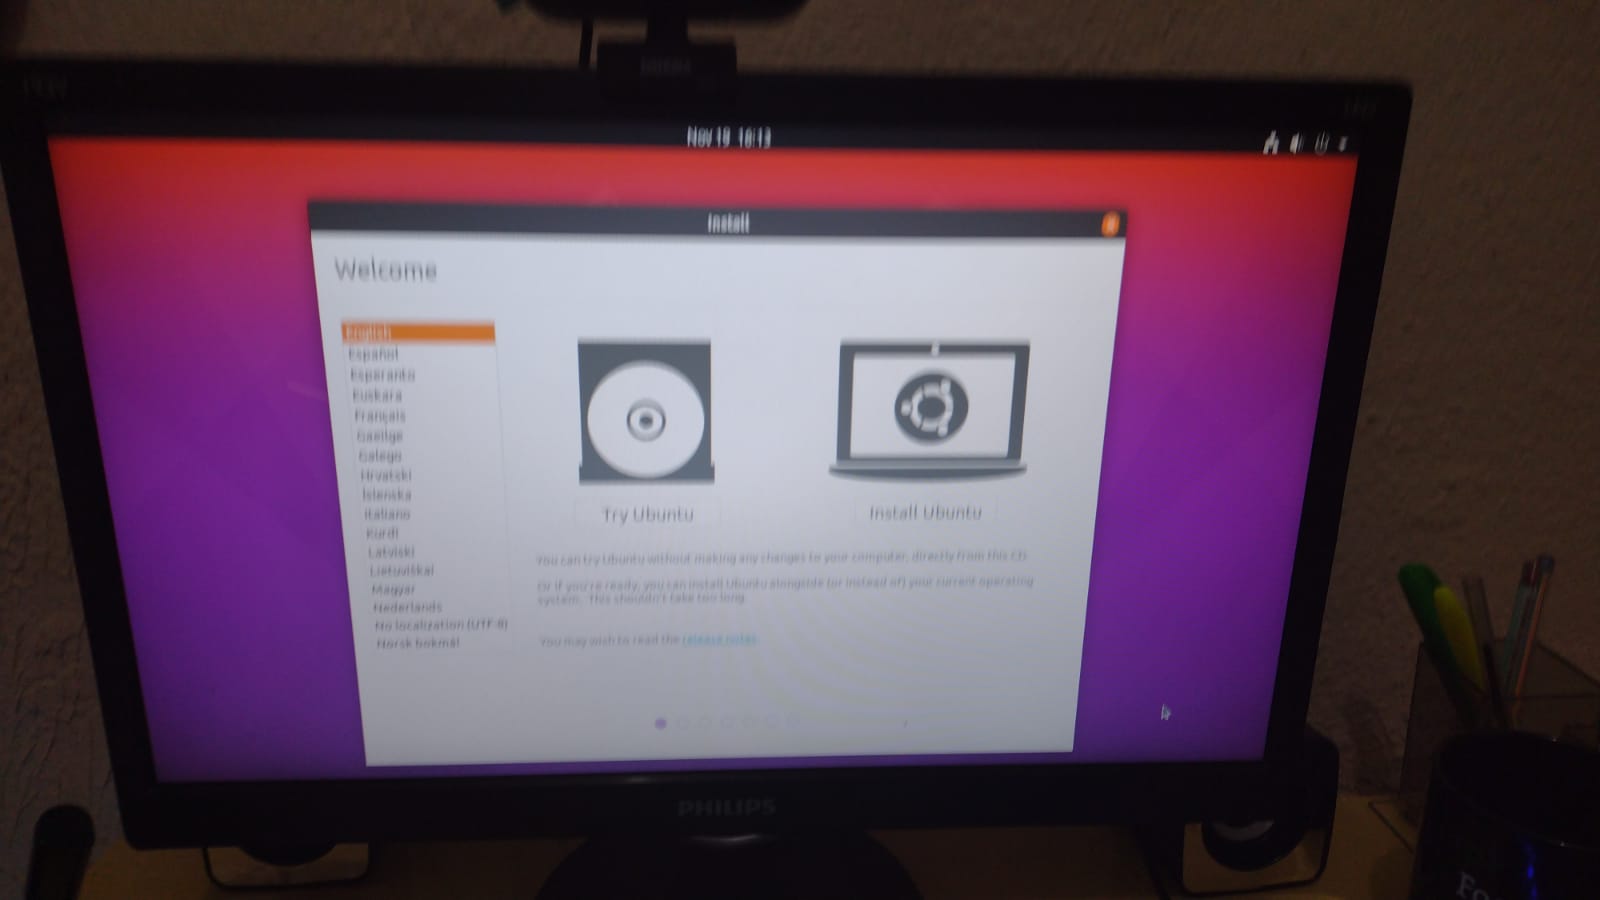 Nov 19 16:13
Install
Welcome
English
Español
Esperanto
Euskara
Français
Gaeilge
Galego
Hrvatski
Íslenska
Italiano
Kurdî
Latviski
Lietuviškai
Magyar
Nederlands
No localization (UTF-8)
Norsk bokmål
Try Ubuntu
Install Ubuntu
You can try Ubuntu without making any changes to your computer, directly from this CD.
Or if you're ready, you can install Ubuntu alongside (or instead of) your current operating
system. This shouldn't take too long.
You may wish to read the release notes.
PHILIPS